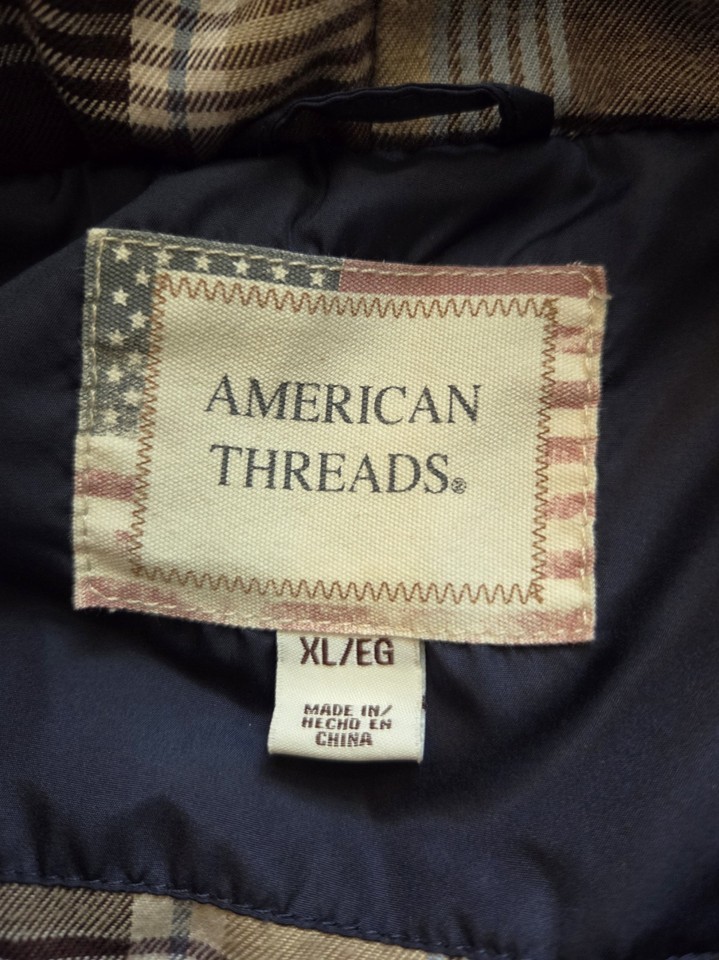 AMERICAN
THREADS®
XL/EG
MADE IN/
HECHO EN
CHINA